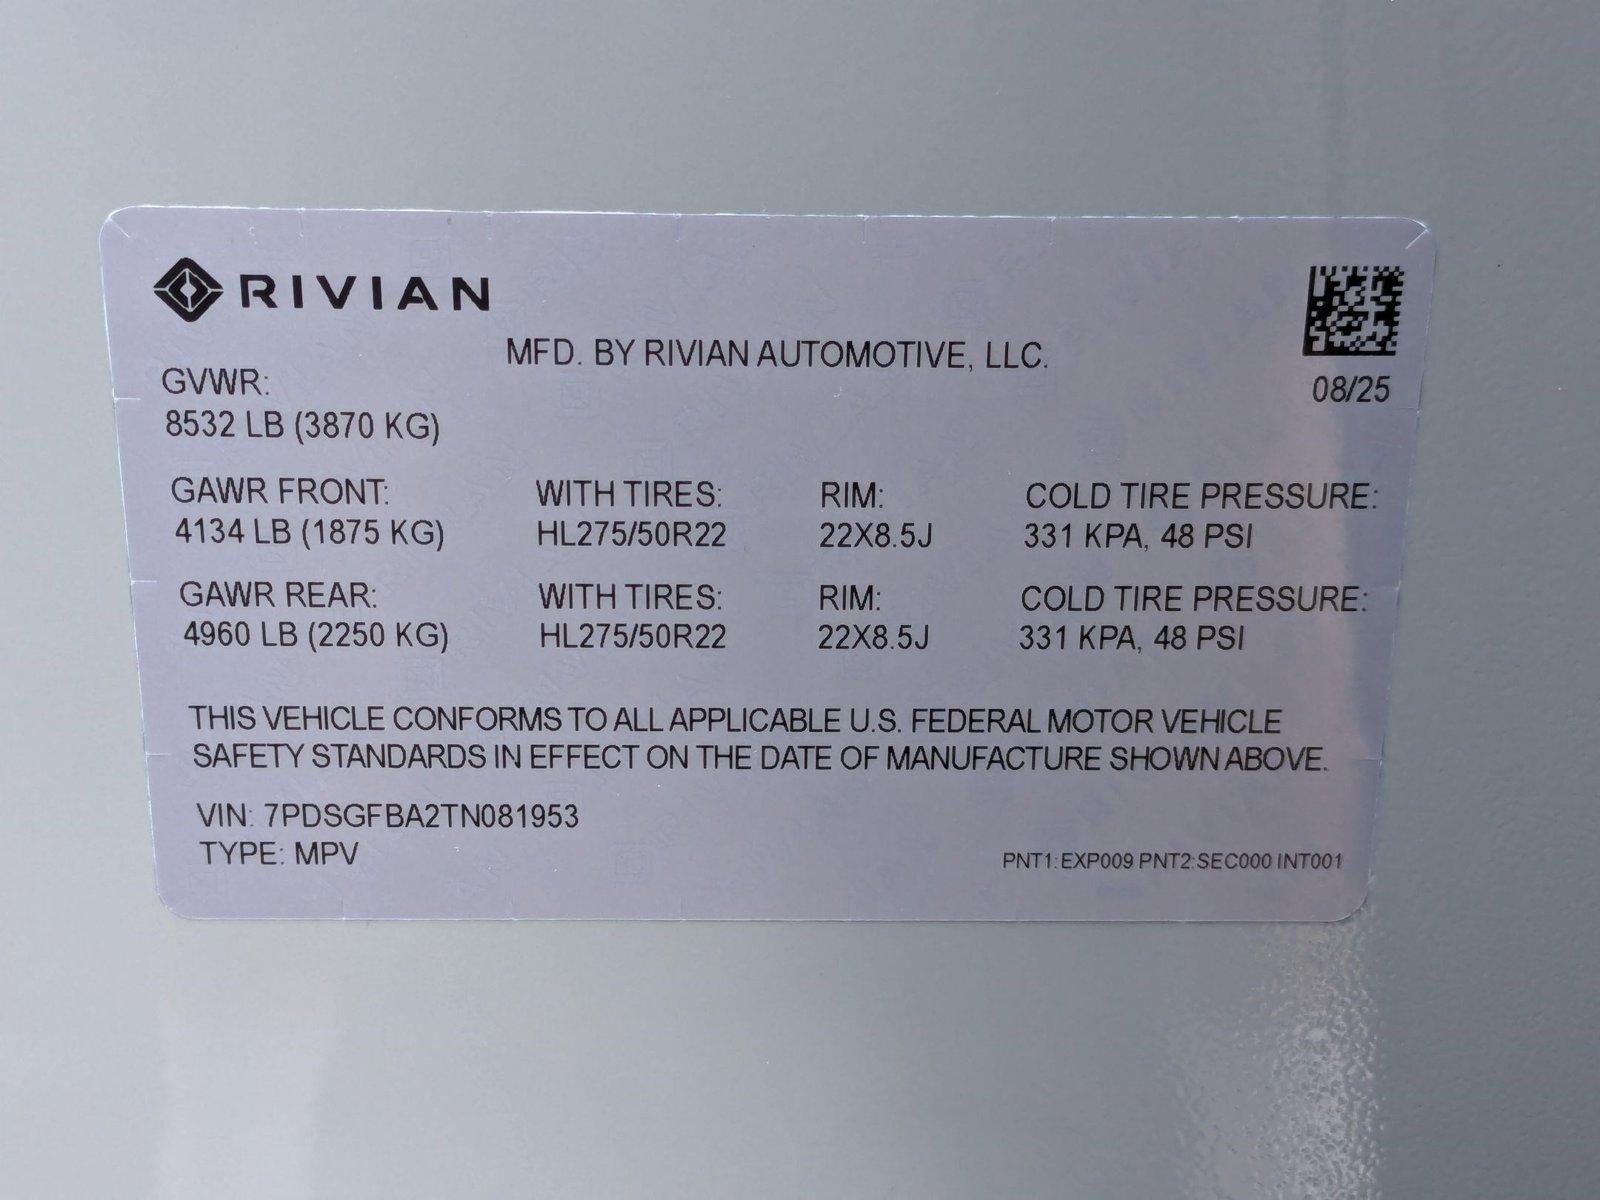 RIVIAN
MFD. BY RIVIAN AUTOMOTIVE, LLC.
08/25
GVWR:
8532 LB (3870 KG)
GAWR FRONT: WITH TIRES: RIM: COLD TIRE PRESSURE:
4134 LB (1875 KG) HL275/50R22 22X8.5J 331 KPA, 48 PSI
GAWR REAR: WITH TIRES: RIM: COLD TIRE PRESSURE:
4960 LB (2250 KG) HL275/50R22 22X8.5J 331 KPA, 48 PSI
THIS VEHICLE CONFORMS TO ALL APPLICABLE U.S. FEDERAL MOTOR VEHICLE
SAFETY STANDARDS IN EFFECT ON THE DATE OF MANUFACTURE SHOWN ABOVE.
VIN: 7PDSGFBA2TN081953
TYPE: MPV
PNT1:EXP009 PNT2:SEC000 INT001